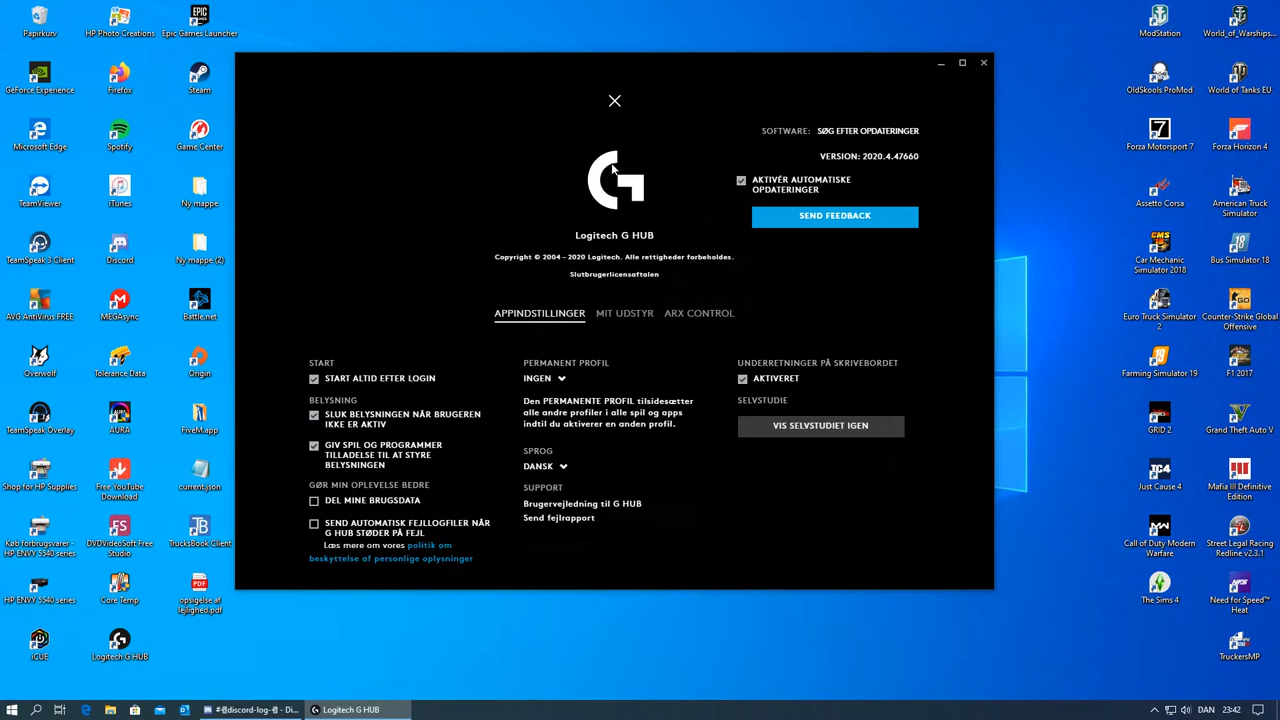 Papirkurv
HP Photo Creations
Epic Games Launcher
GeForce Experience
Firefox
Steam
Microsoft Edge
Spotify
Game Center
TeamViewer
iTunes
Ny mappe
TeamSpeak 3 Client
Discord
Ny mappe (2)
AVG AntiVirus FREE
MEGAsync
Battle.net
Overwolf
Tolerance Data
Origin
TeamSpeak Overlay
AURA
FiveM.app
Shop for HP Supplies
Free YouTube
Download
current.json
Køb forbrugsvarer -
HP ENVY 5540 series
DVDVideoSoft Free
Studio
TrucksBook Client
HP ENVY 5540 series
Core Temp
opsigelse af
lejlighed.pdf
iCUE
Logitech G HUB
SOFTWARE: SØG EFTER OPDATERINGER
VERSION: 2020.4.47660
AKTIVÉR AUTOMATISKE
OPDATERINGER
SEND FEEDBACK
Logitech G HUB
Copyright © 2004 – 2020 Logitech. Alle rettigheder forbeholdes.
Slutbrugerlicensaftalen
APPINDSTILLINGER MIT UDSTYR ARX CONTROL
START
START ALTID EFTER LOGIN
BELYSNING
SLUK BELYSNINGEN NÅR BRUGEREN
IKKE ER AKTIV
GIV SPIL OG PROGRAMMER
TILLADELSE TIL AT STYRE
BELYSNINGEN
GØR MIN OPLEVELSE BEDRE
DEL MINE BRUGSDATA
SEND AUTOMATISK FEJLLOGFILER NÅR
G HUB STØDER PÅ FEJL
Læs mere om vores politik om
beskyttelse af personlige oplysninger
PERMANENT PROFIL
INGEN
Den PERMANENTE PROFIL tilsidesætter
alle andre profiler i alle spil og apps
indtil du aktiverer en anden profil.
SPROG
DANSK
SUPPORT
Brugervejledning til G HUB
Send fejlrapport
UNDERRETNINGER PÅ SKRIVEBORDET
AKTIVERET
SELVSTUDIE
VIS SELVSTUDIET IGEN
ModStation
World_of_Warships...
OldSkools ProMod
World of Tanks EU
Forza Motorsport 7
Forza Horizon 4
Assetto Corsa
American Truck
Simulator
Car Mechanic
Simulator 2018
Bus Simulator 18
Euro Truck Simulator
2
Counter-Strike Global
Offensive
Farming Simulator 19
F1 2017
GRID 2
Grand Theft Auto V
Just Cause 4
Mafia III Definitive
Edition
Call of Duty Modern
Warfare
Street Legal Racing
Redline v2.3.1
The Sims 4
Need for Speed™
Heat
TruckersMP
Logitech G HUB
DAN
23:42